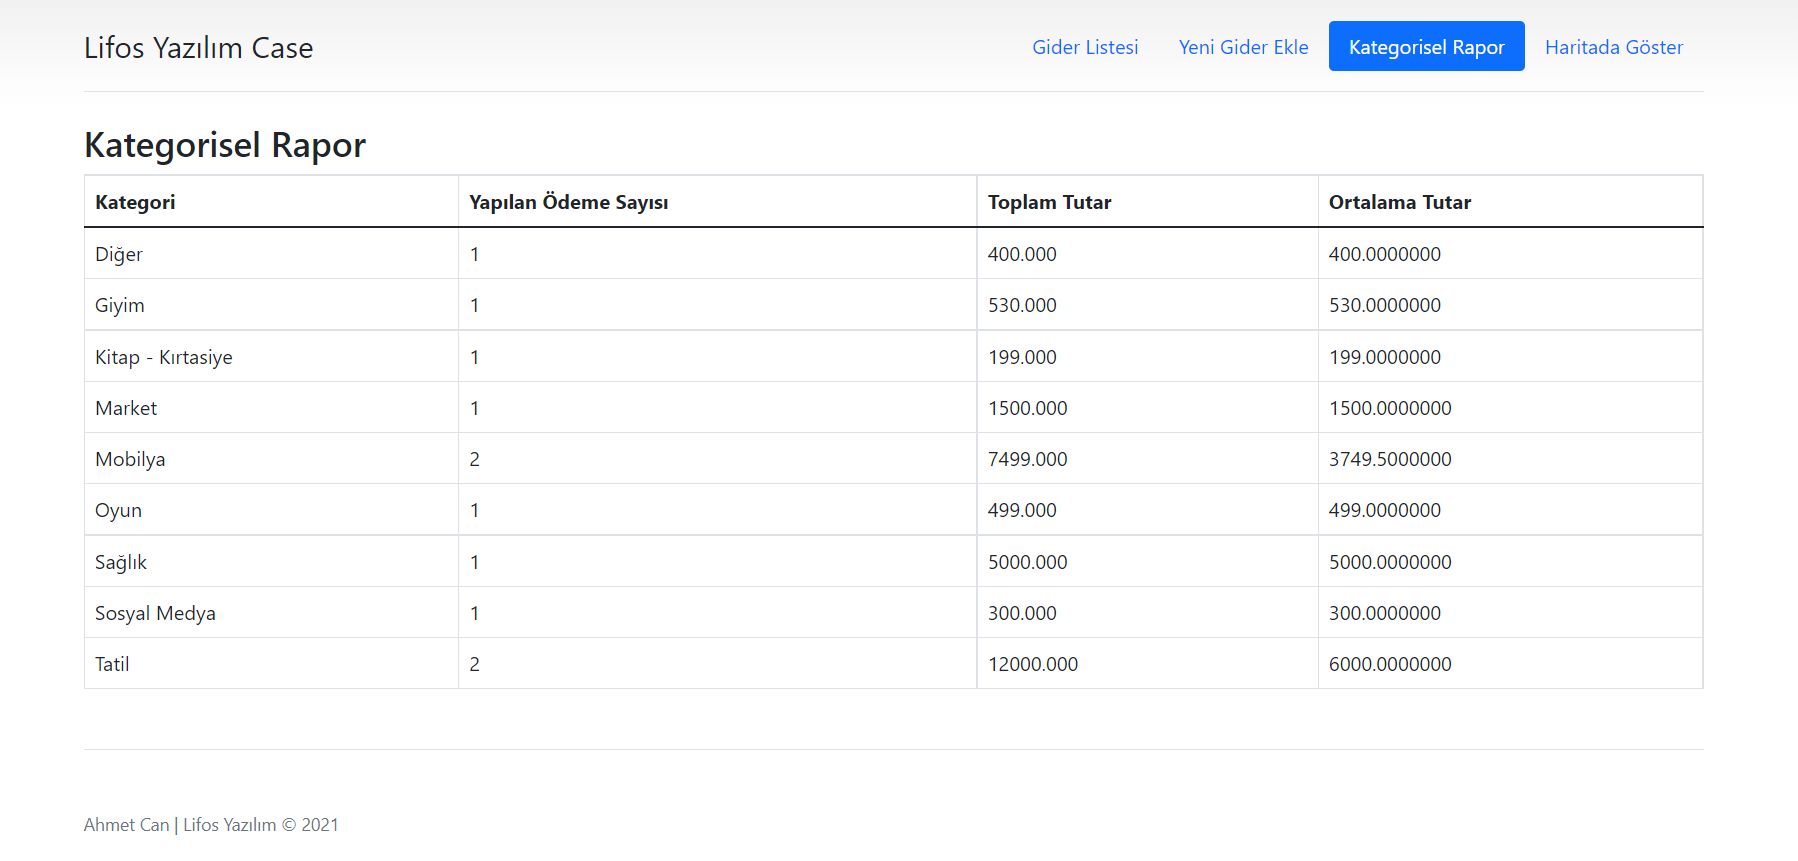 Lifos Yazılım Case Gider Listesi Yeni Gider Ekle Kategorisel Rapor Haritada Göster
Kategorisel Rapor
Kategori Yapılan Ödeme Sayısı Toplam Tutar Ortalama Tutar
Diğer 1 400.000 400.0000000
Giyim 1 530.000 530.0000000
Kitap - Kırtasiye 1 199.000 199.0000000
Market 1 1500.000 1500.0000000
Mobilya 2 7499.000 3749.5000000
Oyun 1 499.000 499.0000000
Sağlık 1 5000.000 5000.0000000
Sosyal Medya 1 300.000 300.0000000
Tatil 2 12000.000 6000.0000000
Ahmet Can | Lifos Yazılım © 2021